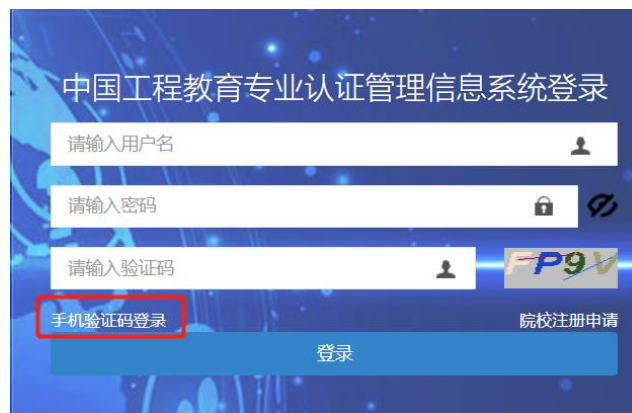 中国工程教育专业认证管理信息系统登录
请输入用户名
请输入密码
请输入验证码 FP9V
手机验证码登录 院校注册申请
登录